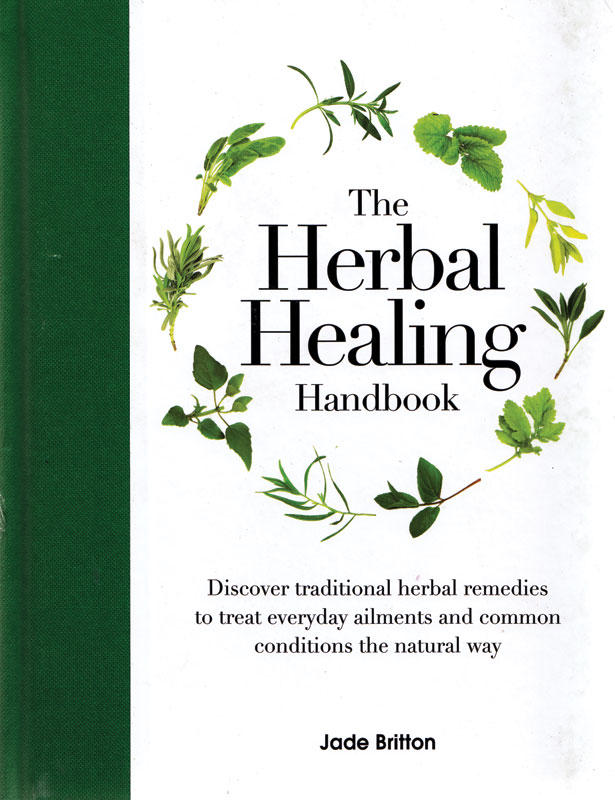 The
Herbal
Healing
Handbook
Discover traditional herbal remedies
to treat everyday ailments and common
conditions the natural way
Jade Britton